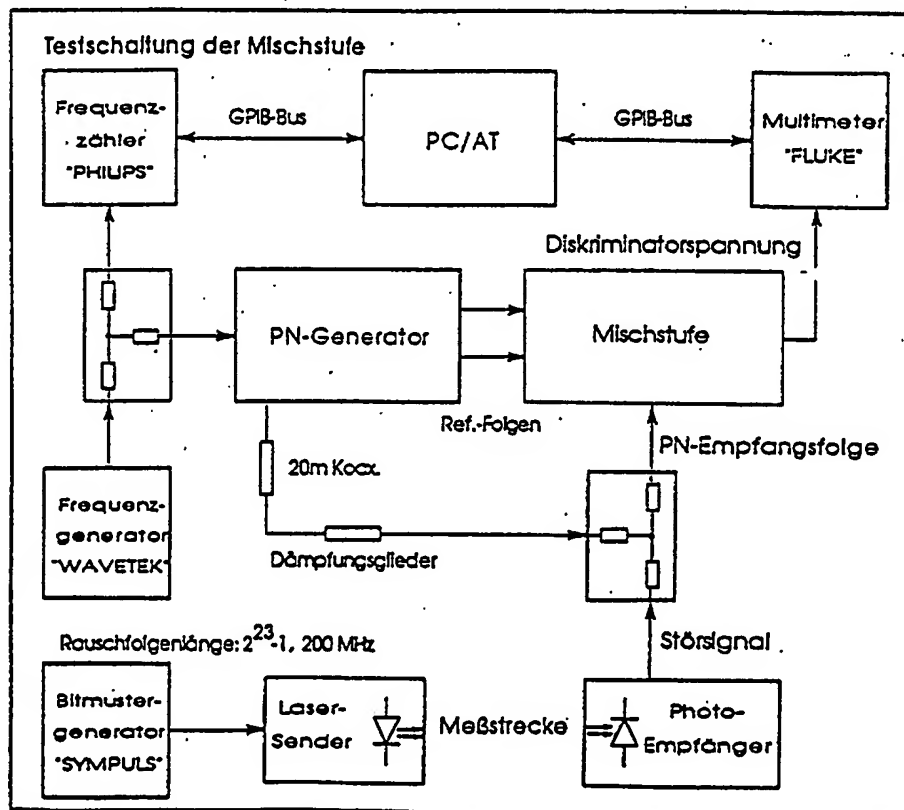 Testschaltung der Mischstufe
Frequenz-
zähler
"PHILIPS"
GPIB-Bus
PC/AT
GPIB-Bus
Multimeter
"FLUKE"
Diskriminatorspannung
PN-Generator
Mischstufe
Ref.-Folgen
PN-Empfangsfolge
20m Koax.
Frequenz-
generator
"WAVETEK"
Dämpfungsglieder
Rauschfolgenlänge: 2^23-1, 200 MHz
Störsignal
Bitmuster-
generator
"SYMPULS"
Laser-
Sender
Meßstrecke
Photo-
Empfänger